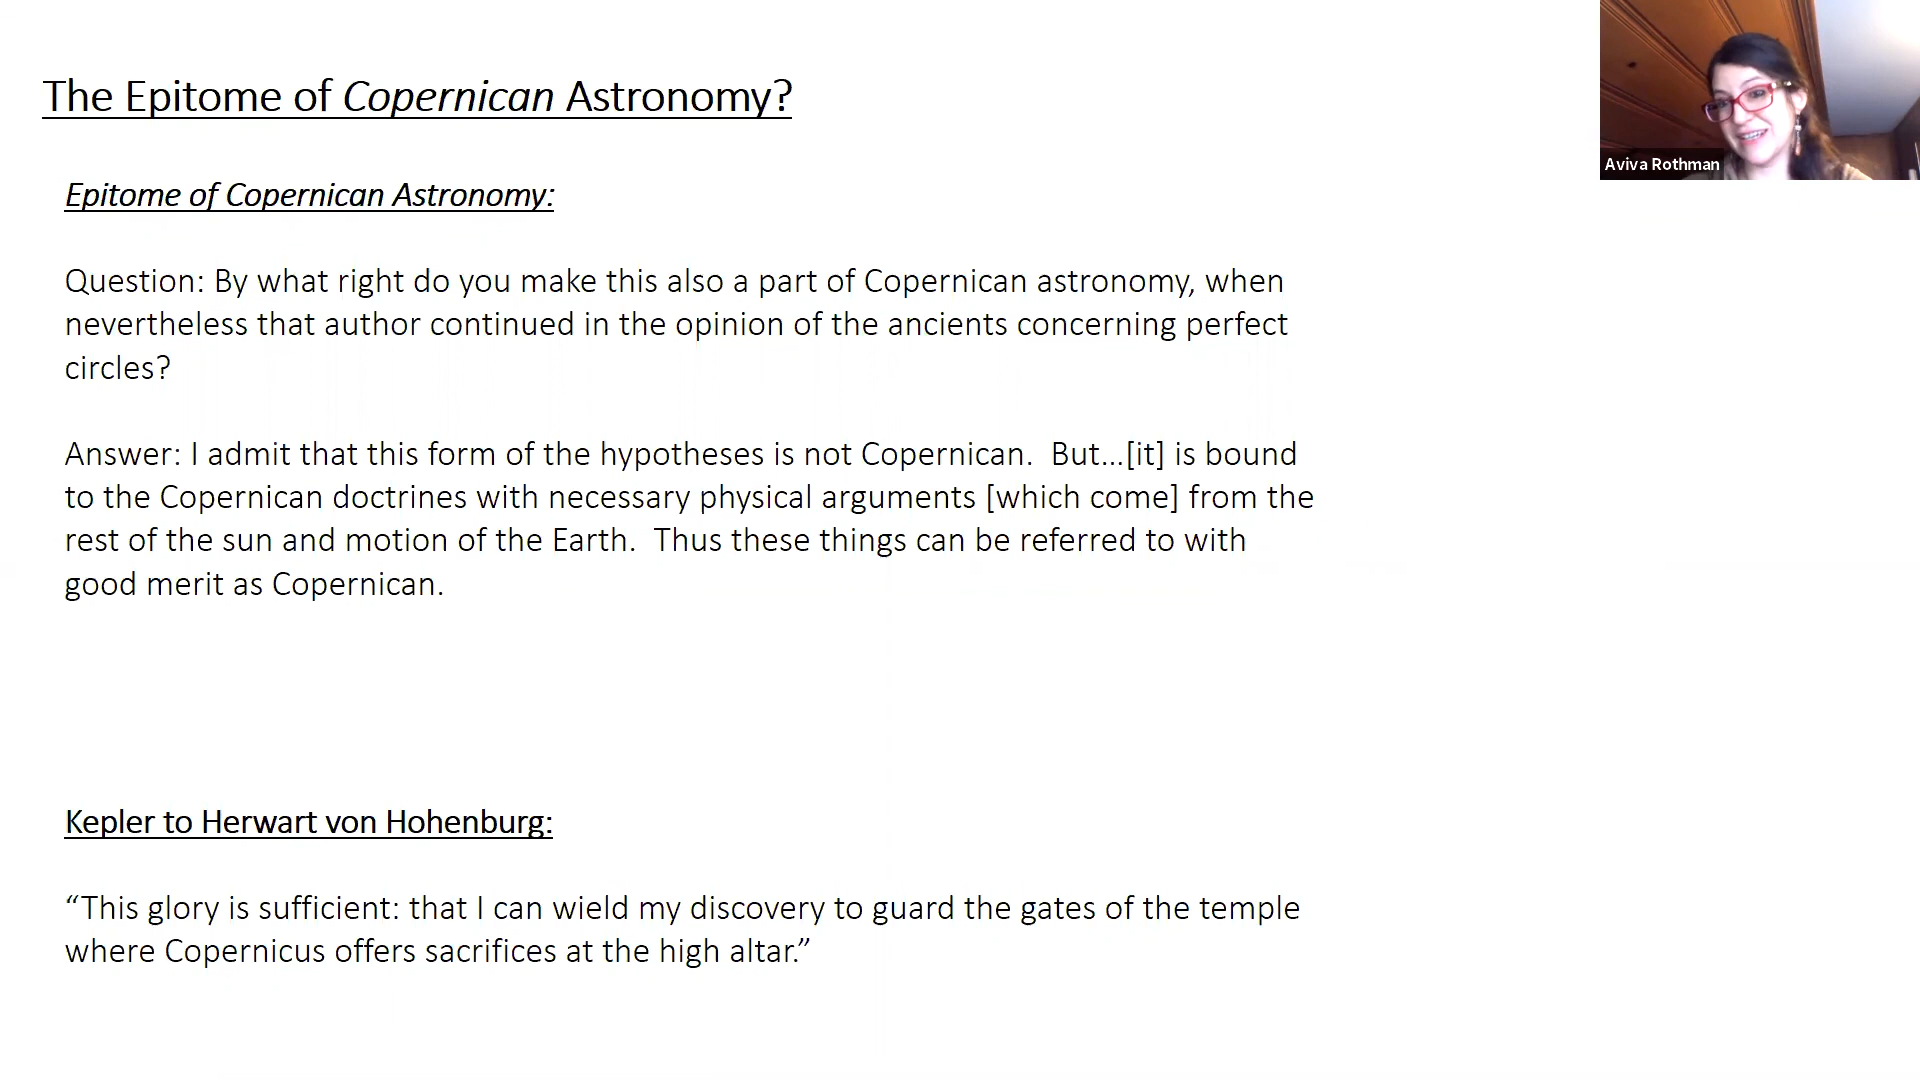 The Epitome of Copernican Astronomy?
Aviva Rothman
Epitome of Copernican Astronomy:
Question: By what right do you make this also a part of Copernican astronomy, when
nevertheless that author continued in the opinion of the ancients concerning perfect
circles?
Answer: I admit that this form of the hypotheses is not Copernican.  But...[it] is bound
to the Copernican doctrines with necessary physical arguments [which come] from the
rest of the sun and motion of the Earth.  Thus these things can be referred to with
good merit as Copernican.
Kepler to Herwart von Hohenburg:
“This glory is sufficient: that I can wield my discovery to guard the gates of the temple
where Copernicus offers sacrifices at the high altar.”